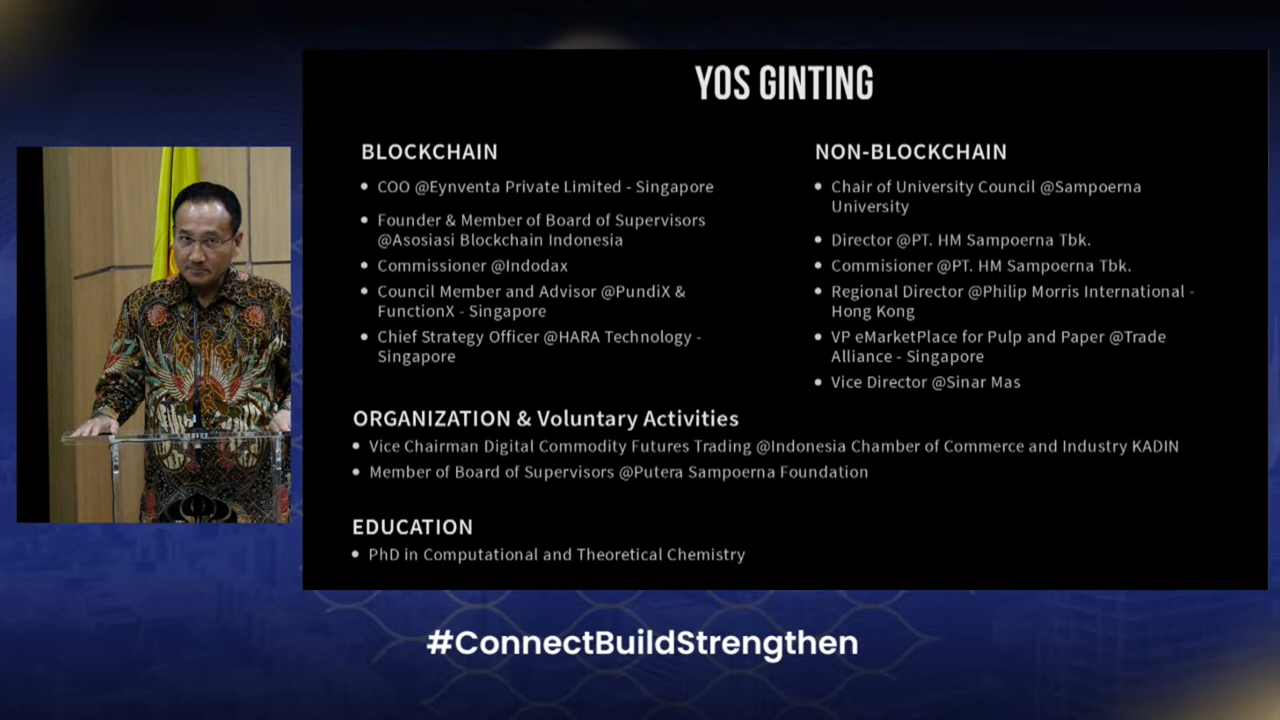 YOS GINTING
BLOCKCHAIN
COO @Eynventa Private Limited - Singapore
Founder & Member of Board of Supervisors
@Asosiasi Blockchain Indonesia
Commissioner @Indodax
Council Member and Advisor @PundiX &
FunctionX - Singapore
Chief Strategy Officer @HARA Technology -
Singapore
NON-BLOCKCHAIN
Chair of University Council @Sampoerna
University
Director @PT. HM Sampoerna Tbk.
Commisioner @PT. HM Sampoerna Tbk.
Regional Director @Philip Morris International -
Hong Kong
VP eMarketPlace for Pulp and Paper @Trade
Alliance - Singapore
Vice Director @Sinar Mas
ORGANIZATION & Voluntary Activities
Vice Chairman Digital Commodity Futures Trading @Indonesia Chamber of Commerce and Industry KADIN
Member of Board of Supervisors @Putera Sampoerna Foundation
EDUCATION
PhD in Computational and Theoretical Chemistry
#ConnectBuildStrengthen